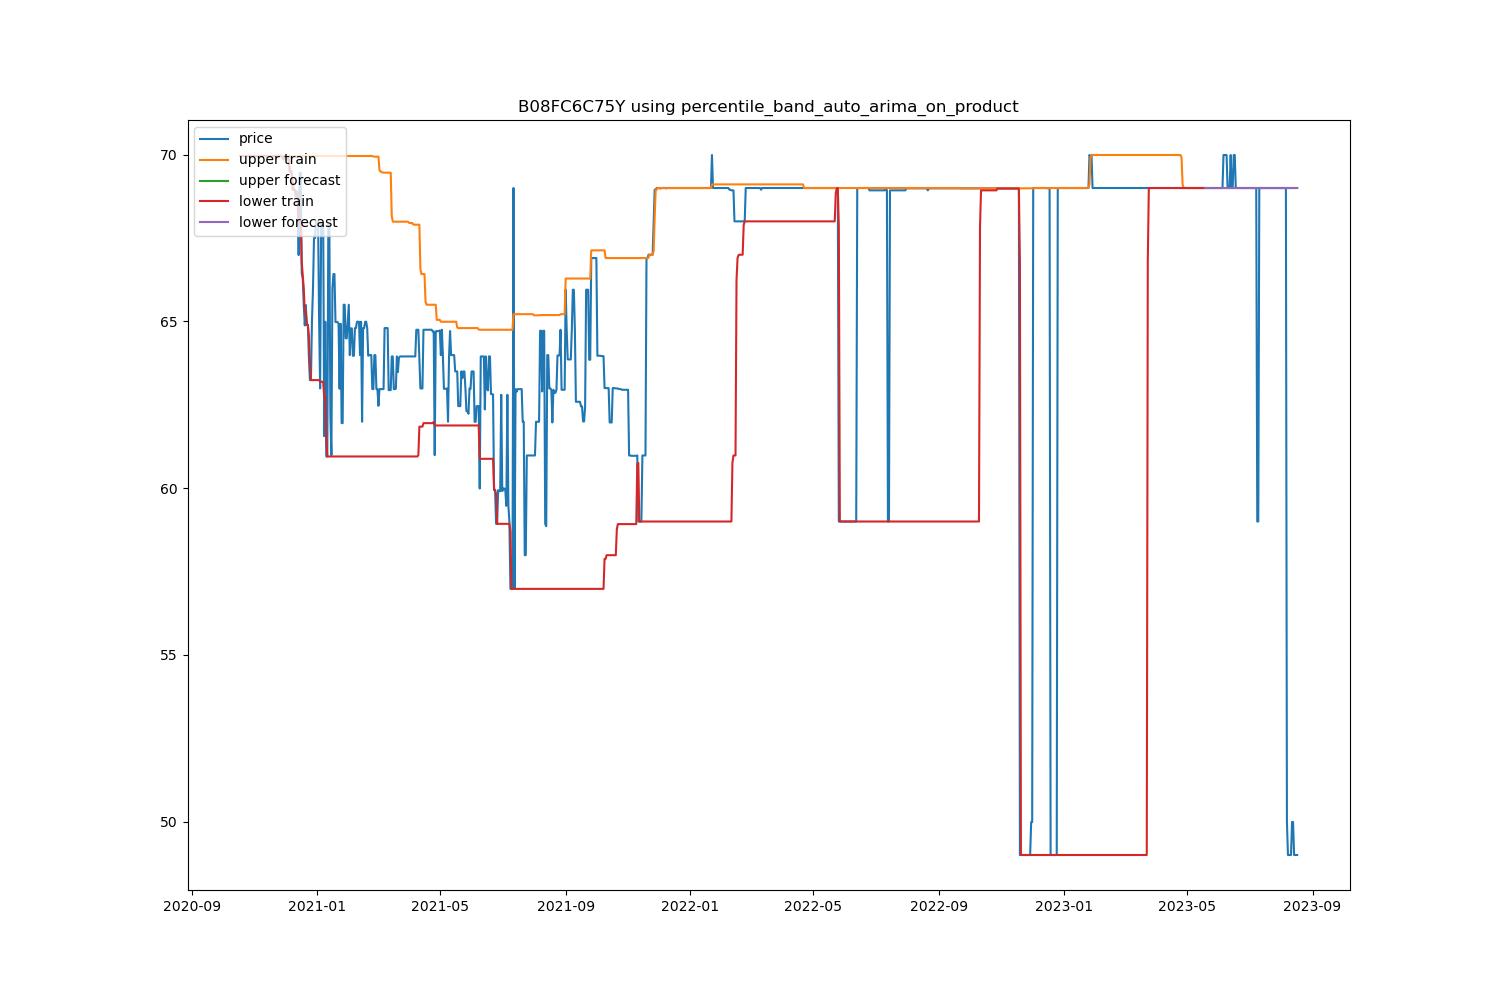 B08FC6C75Y using percentile_band_auto_arima_on_product
price
upper train
upper forecast
lower train
lower forecast
70
65
60
55
50
2020-09 2021-01 2021-05 2021-09 2022-01 2022-05 2022-09 2023-01 2023-05 2023-09